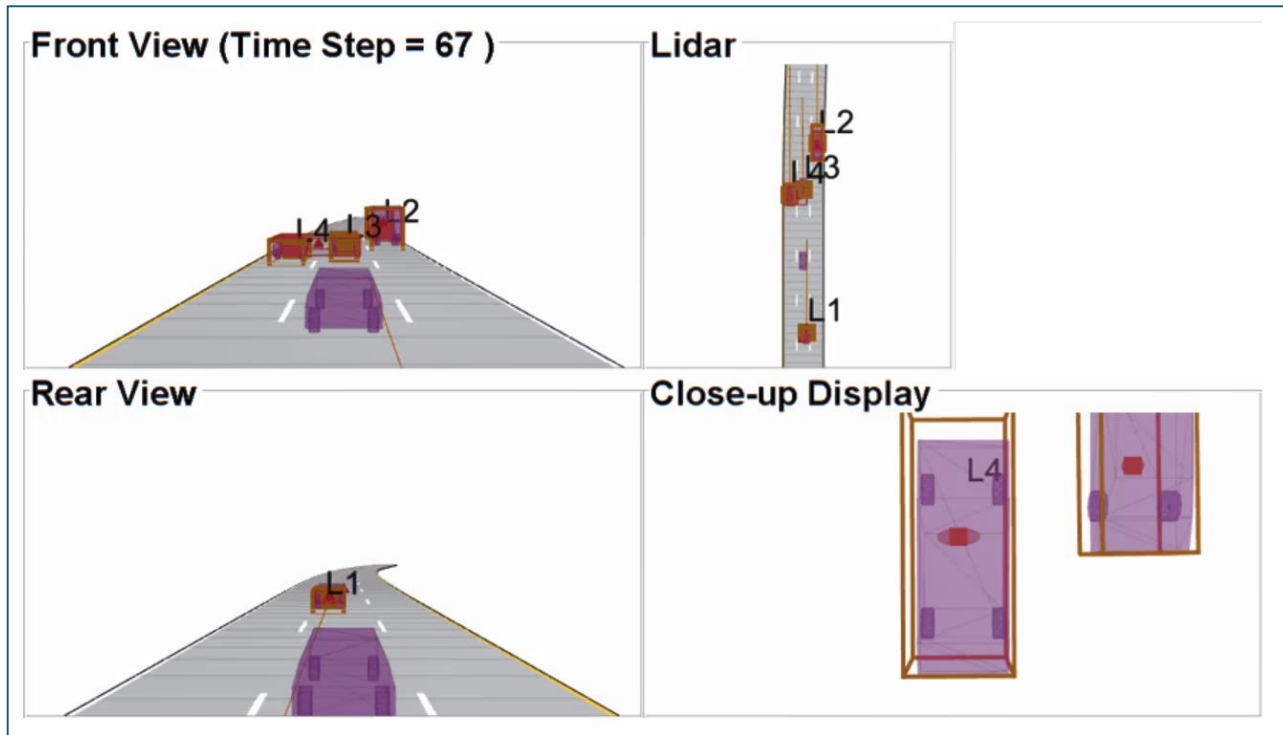 Front View (Time Step = 67 )
L4
L3
L2
Lidar
L2
L3
L4
L1
Rear View
L1
Close-up Display
L4